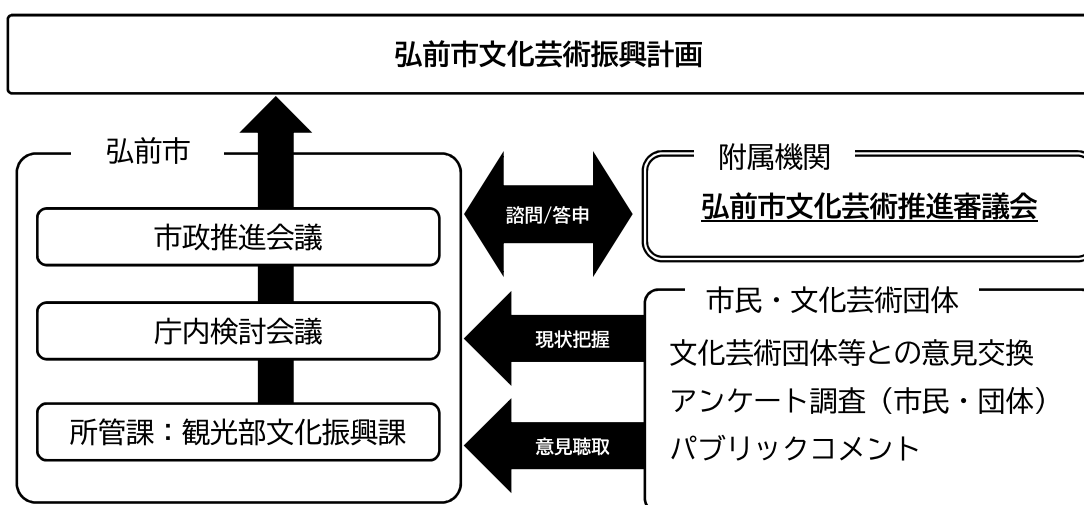 弘前市文化芸術振興計画
弘前市
市政推進会議
庁内検討会議
所管課：観光部文化振興課
諮問/答申
現状把握
意見聴取
附属機関
弘前市文化芸術推進審議会
市民・文化芸術団体
文化芸術団体等との意見交換
アンケート調査（市民・団体）
パブリックコメント